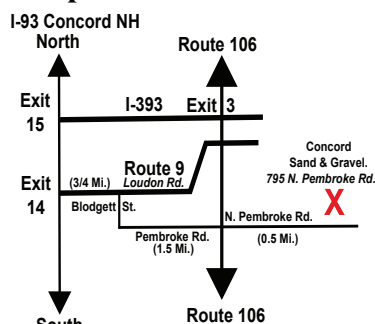 I-93 Concord NH
North
Route 106
Exit
15
I-393
Exit 3
Concord
Sand & Gravel.
795 N. Pembroke Rd.
X
Exit
14
(3/4 Mi.)
Route 9
Loudon Rd.
Blodgett St.
N. Pembroke Rd.
Pembroke Rd.
(1.5 Mi.)
(0.5 Mi.)
Route 106
South